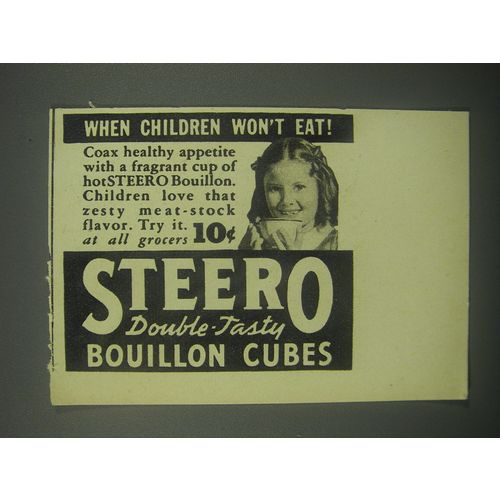 WHEN CHILDREN WON'T EAT!
Coax healthy appetite
with a fragrant cup of
hotSTEERO Bouillon.
Children love that
zesty meat-stock
flavor. Try it.
at all grocers 10¢
STEERO
Double-Tasty
BOUILLON CUBES